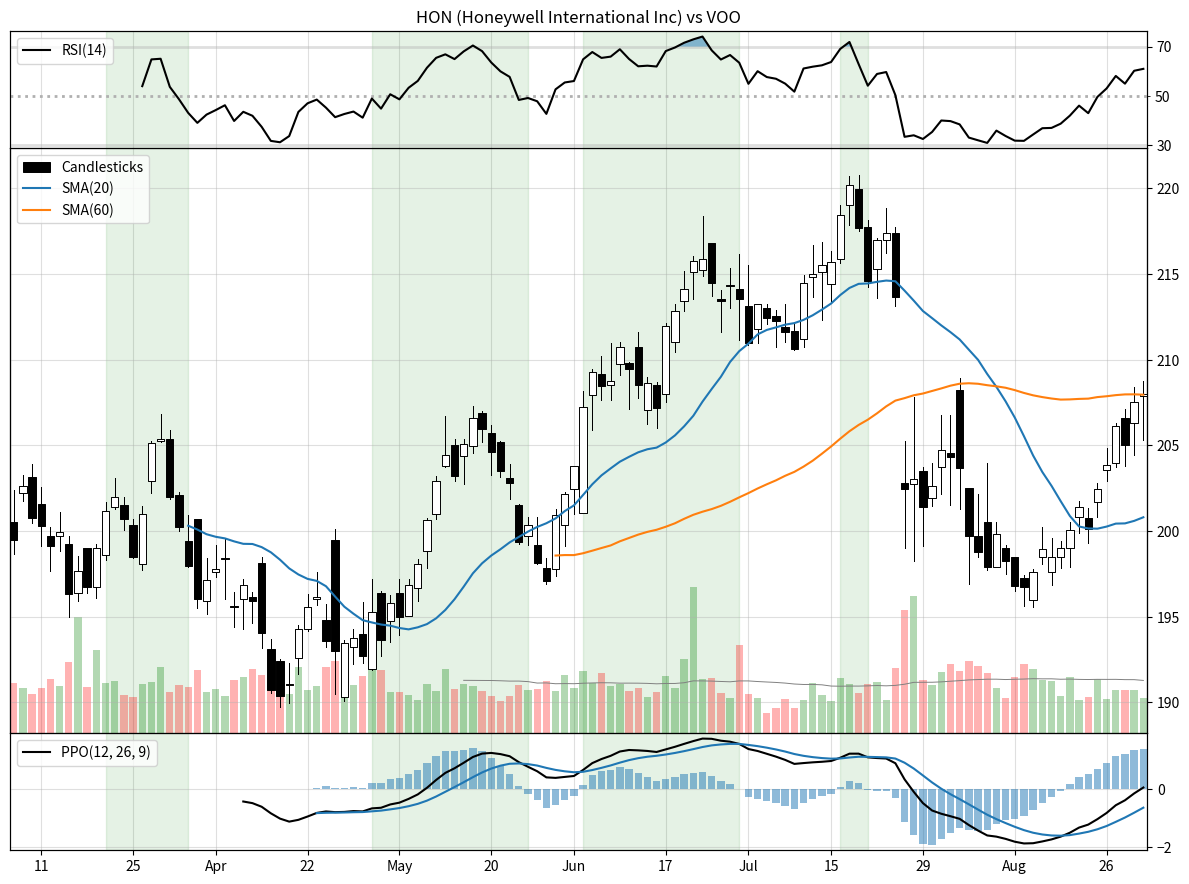 HON (Honeywell International Inc) vs VOO
RSI(14)
70
50
30
Candlesticks
SMA(20)
SMA(60)
220
215
210
205
200
195
190
PPO(12, 26, 9)
0
−2
11 25 Apr 22 May 20 Jun 17 Jul 15 29 Aug 26